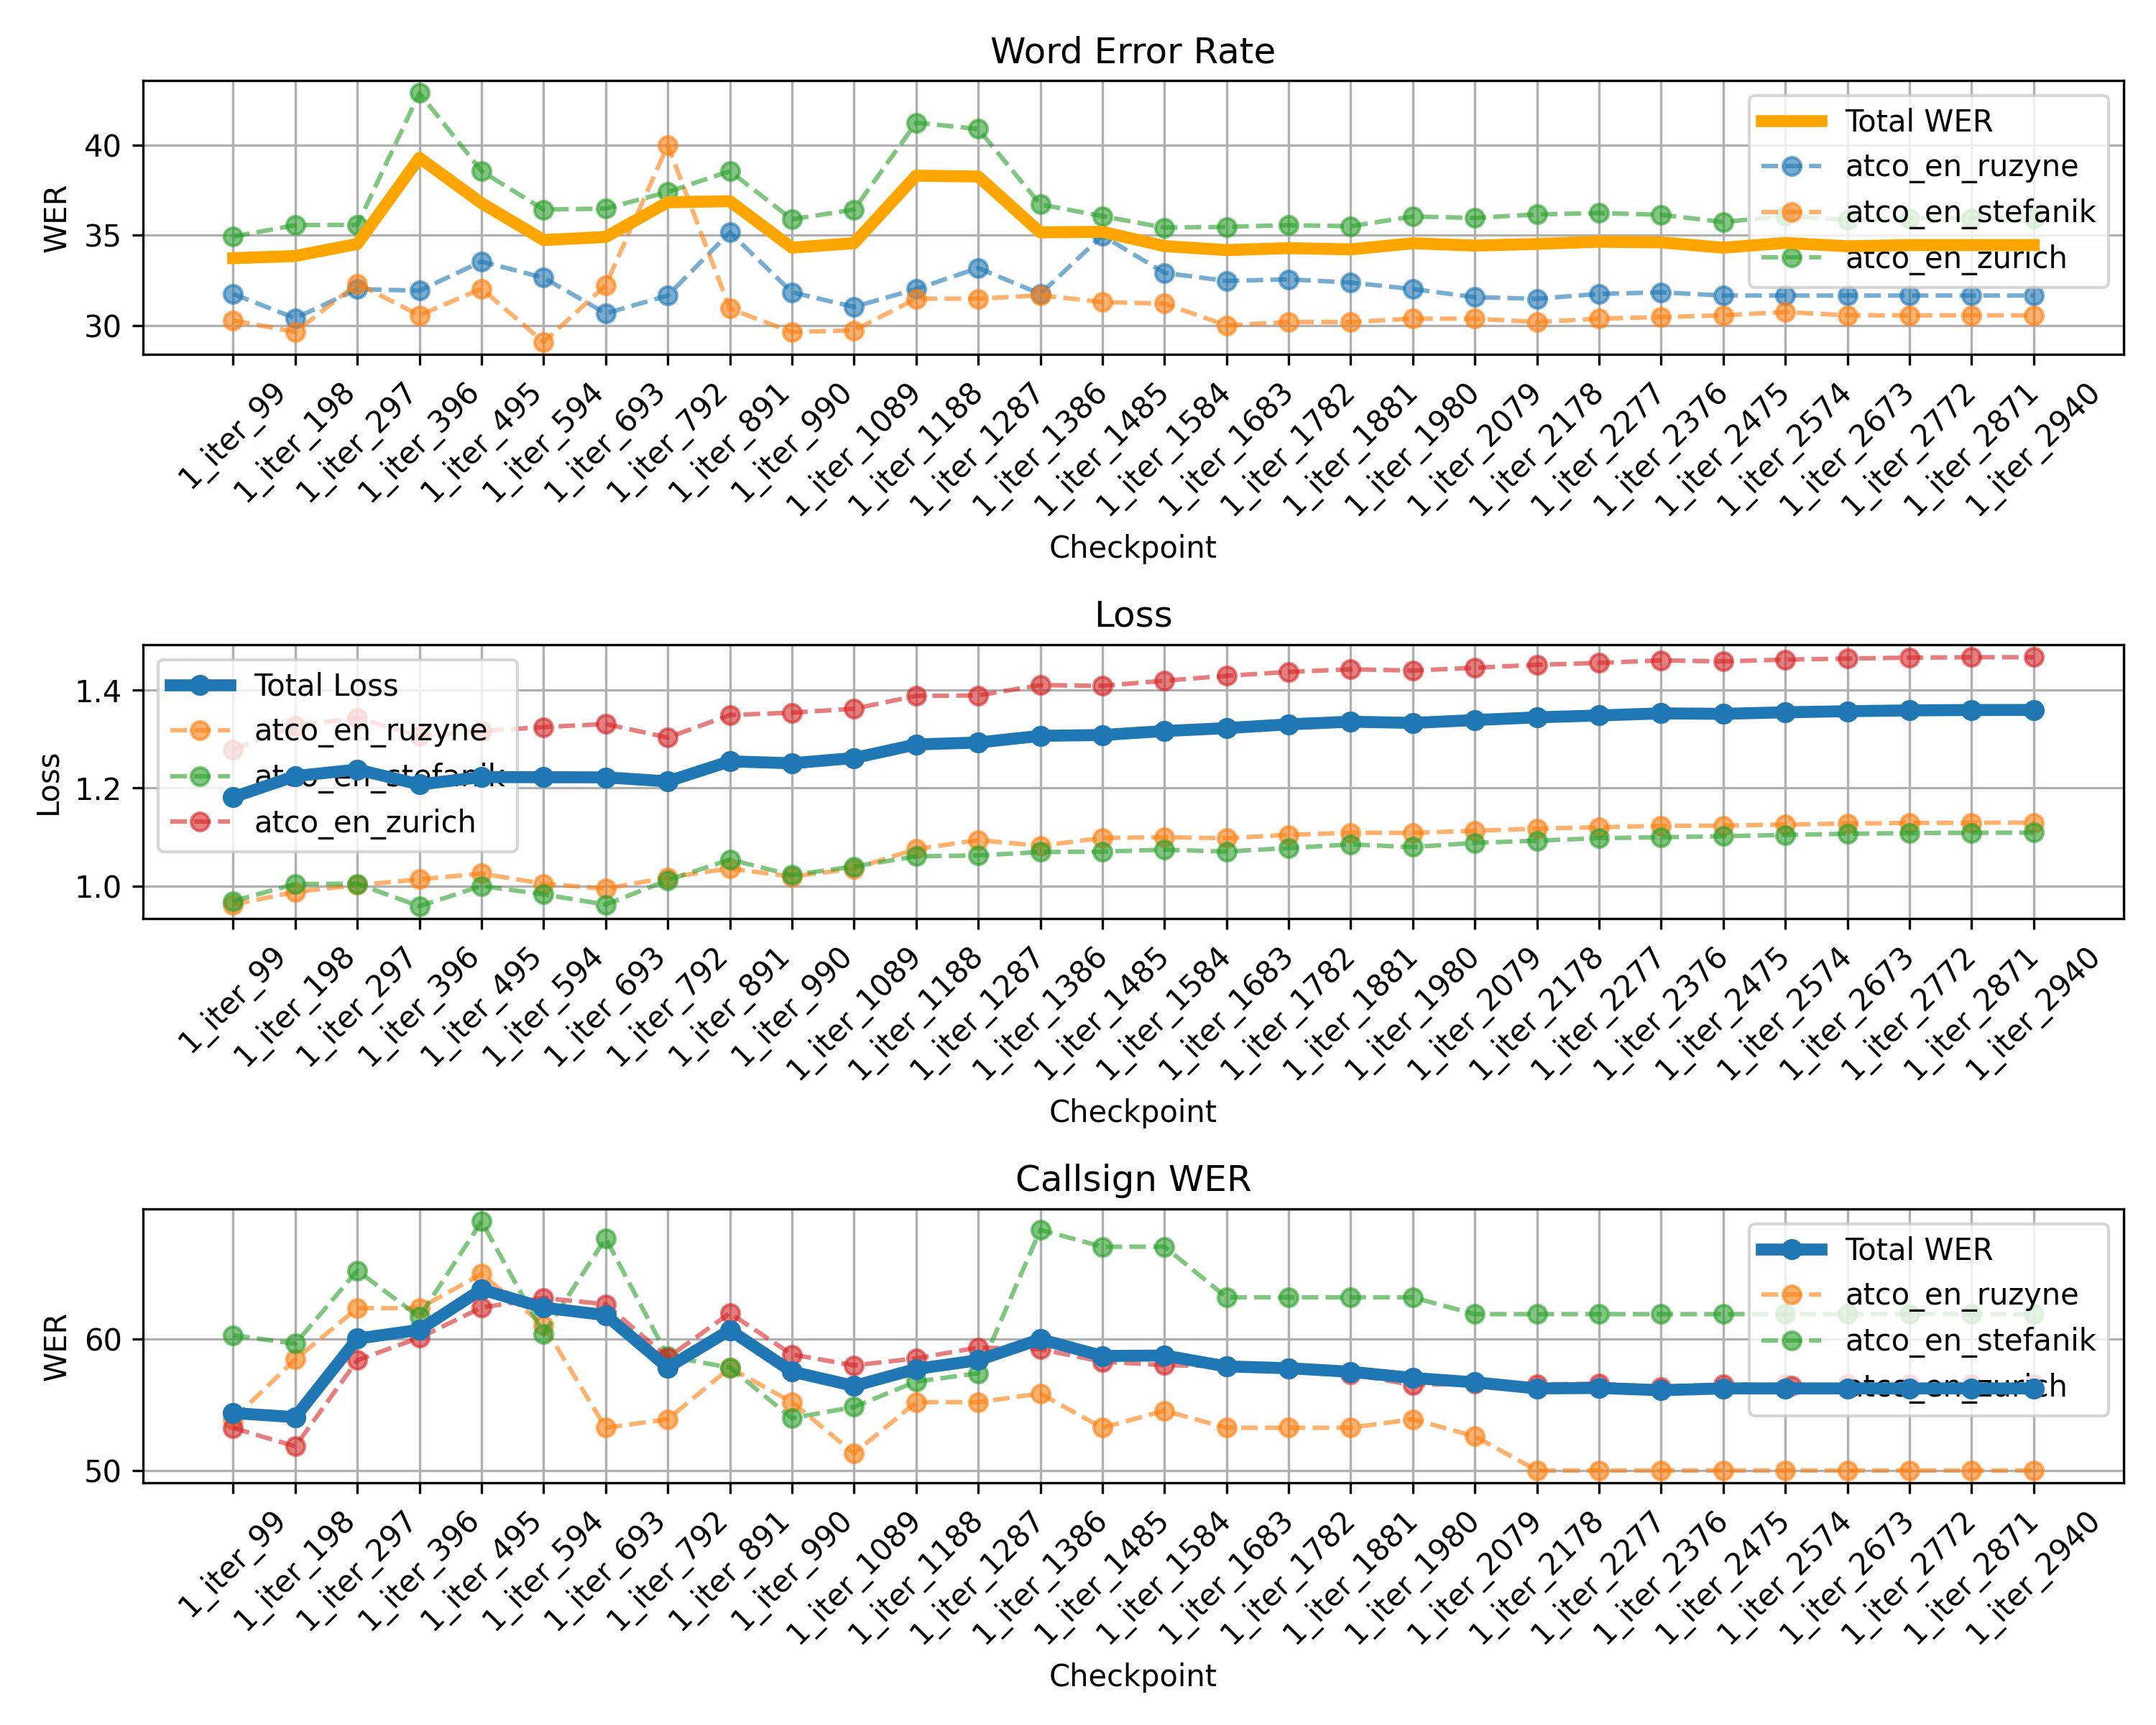 Word Error Rate
WER
40
35
30
Total WER
atco_en_ruzyne
atco_en_stefanik
atco_en_zurich
1_iter_99
1_iter_198
1_iter_297
1_iter_396
1_iter_495
1_iter_594
1_iter_693
1_iter_792
1_iter_891
1_iter_990
1_iter_1089
1_iter_1188
1_iter_1287
1_iter_1386
1_iter_1485
1_iter_1584
1_iter_1683
1_iter_1782
1_iter_1881
1_iter_1980
1_iter_2079
1_iter_2178
1_iter_2277
1_iter_2376
1_iter_2475
1_iter_2574
1_iter_2673
1_iter_2772
1_iter_2871
1_iter_2940
Checkpoint
Loss
Loss
1.4
1.2
1.0
Total Loss
atco_en_ruzyne
atco_en_stefanik
atco_en_zurich
1_iter_99
1_iter_198
1_iter_297
1_iter_396
1_iter_495
1_iter_594
1_iter_693
1_iter_792
1_iter_891
1_iter_990
1_iter_1089
1_iter_1188
1_iter_1287
1_iter_1386
1_iter_1485
1_iter_1584
1_iter_1683
1_iter_1782
1_iter_1881
1_iter_1980
1_iter_2079
1_iter_2178
1_iter_2277
1_iter_2376
1_iter_2475
1_iter_2574
1_iter_2673
1_iter_2772
1_iter_2871
1_iter_2940
Checkpoint
Callsign WER
WER
60
50
Total WER
atco_en_ruzyne
atco_en_stefanik
atco_en_zurich
1_iter_99
1_iter_198
1_iter_297
1_iter_396
1_iter_495
1_iter_594
1_iter_693
1_iter_792
1_iter_891
1_iter_990
1_iter_1089
1_iter_1188
1_iter_1287
1_iter_1386
1_iter_1485
1_iter_1584
1_iter_1683
1_iter_1782
1_iter_1881
1_iter_1980
1_iter_2079
1_iter_2178
1_iter_2277
1_iter_2376
1_iter_2475
1_iter_2574
1_iter_2673
1_iter_2772
1_iter_2871
1_iter_2940
Checkpoint